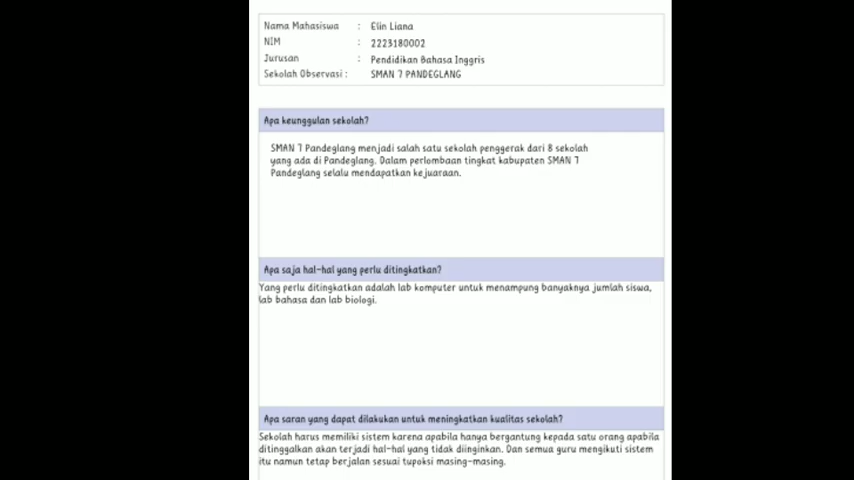 Nama Mahasiswa : Elin Liana
NIM : 2223180002
Jurusan : Pendidikan Bahasa Inggris
Sekolah Observasi : SMAN 7 PANDEGLANG
Apa keunggulan sekolah?
SMAN 7 Pandeglang menjadi salah satu sekolah penggerak dari 8 sekolah
yang ada di Pandeglang. Dalam perlombaan tingkat kabupaten SMAN 7
Pandeglang selalu mendapatkan kejuaraan.
Apa saja hal-hal yang perlu ditingkatkan?
Yang perlu ditingkatkan adalah lab komputer untuk menampung banyaknya jumlah siswa,
lab bahasa dan lab biologi.
Apa saran yang dapat dilakukan untuk meningkatkan kualitas sekolah?
Sekolah harus memiliki sistem karena apabila hanya bergantung kepada satu orang apabila
ditinggalkan akan terjadi hal-hal yang tidak diinginkan. Dan semua guru mengikuti sistem
itu namun tetap berjalan sesuai tupoksi masing-masing.